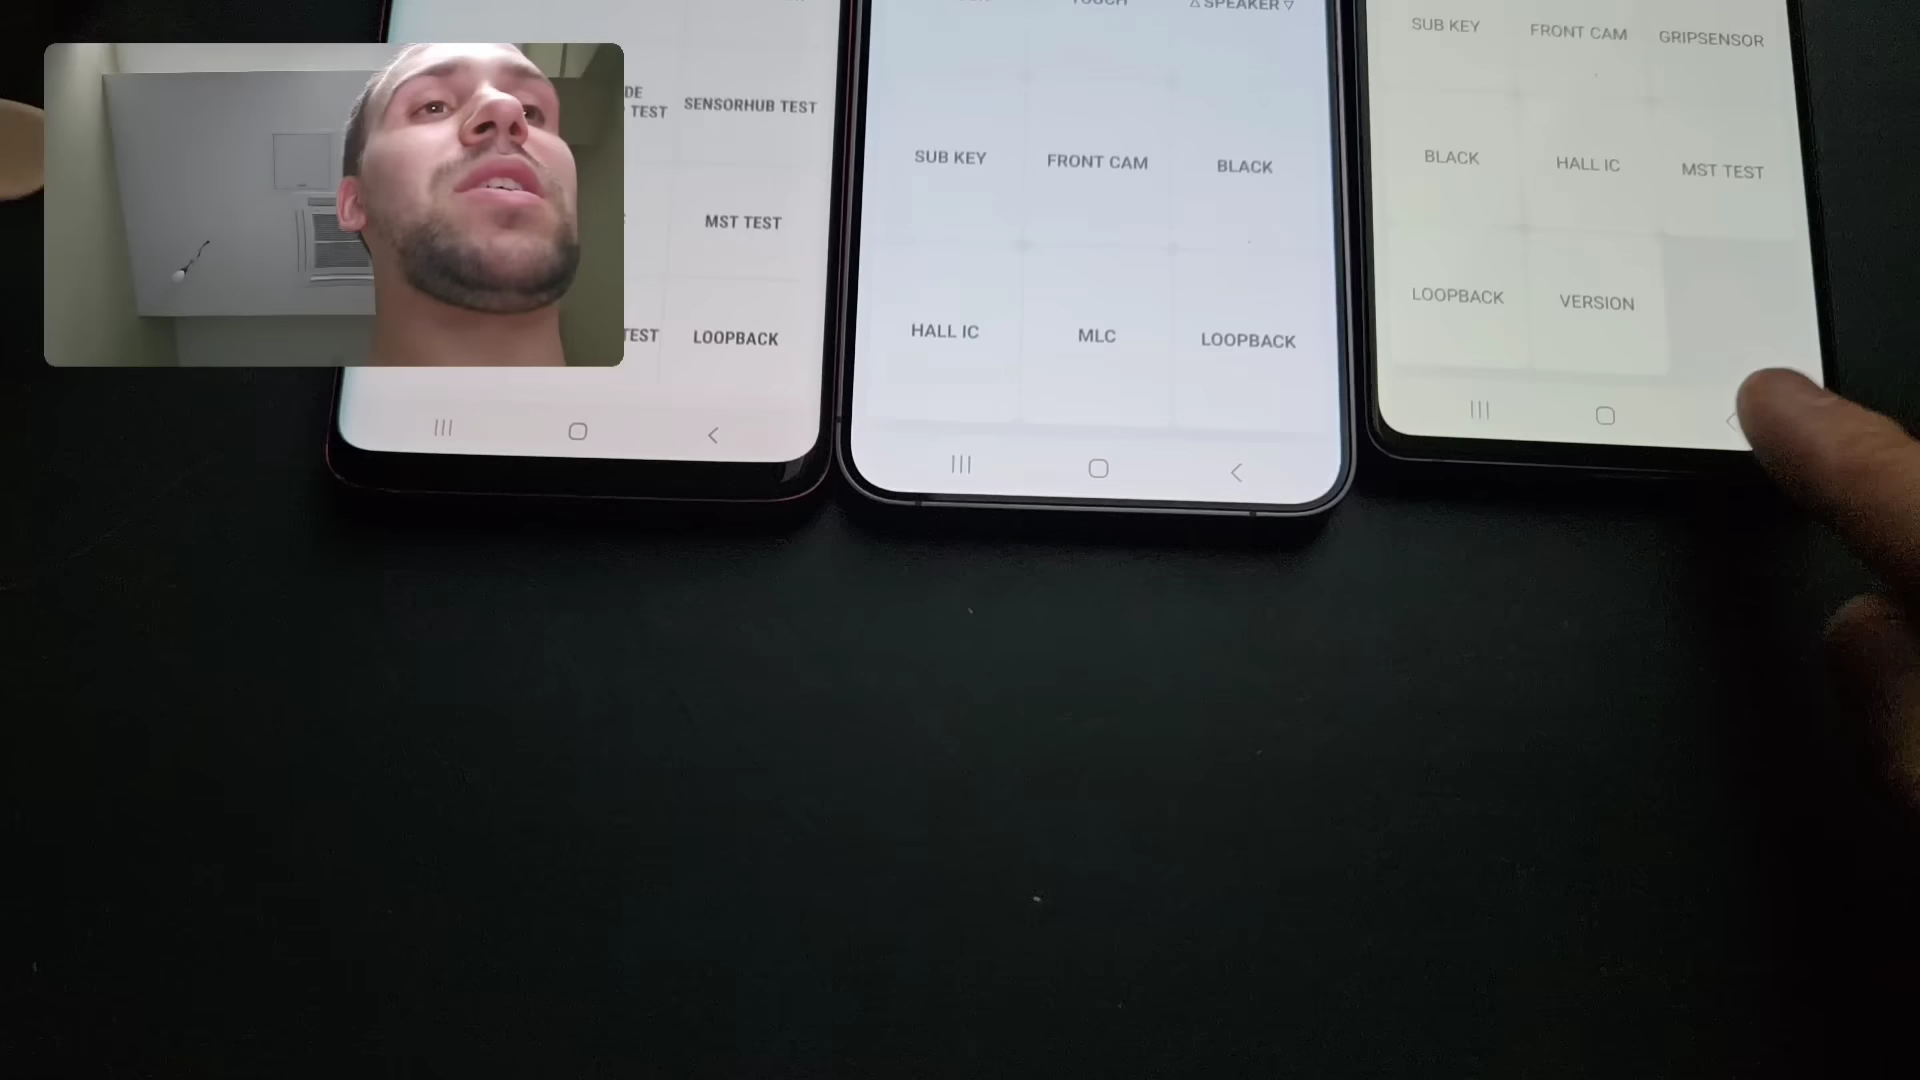 DE
TEST
SENSORHUB TEST
MST TEST
TEST
LOOPBACK
SPEAKER
SUB KEY
FRONT CAM
BLACK
HALL IC
MLC
LOOPBACK
SUB KEY
FRONT CAM
GRIPSENSOR
BLACK
HALL IC
MST TEST
LOOPBACK
VERSION